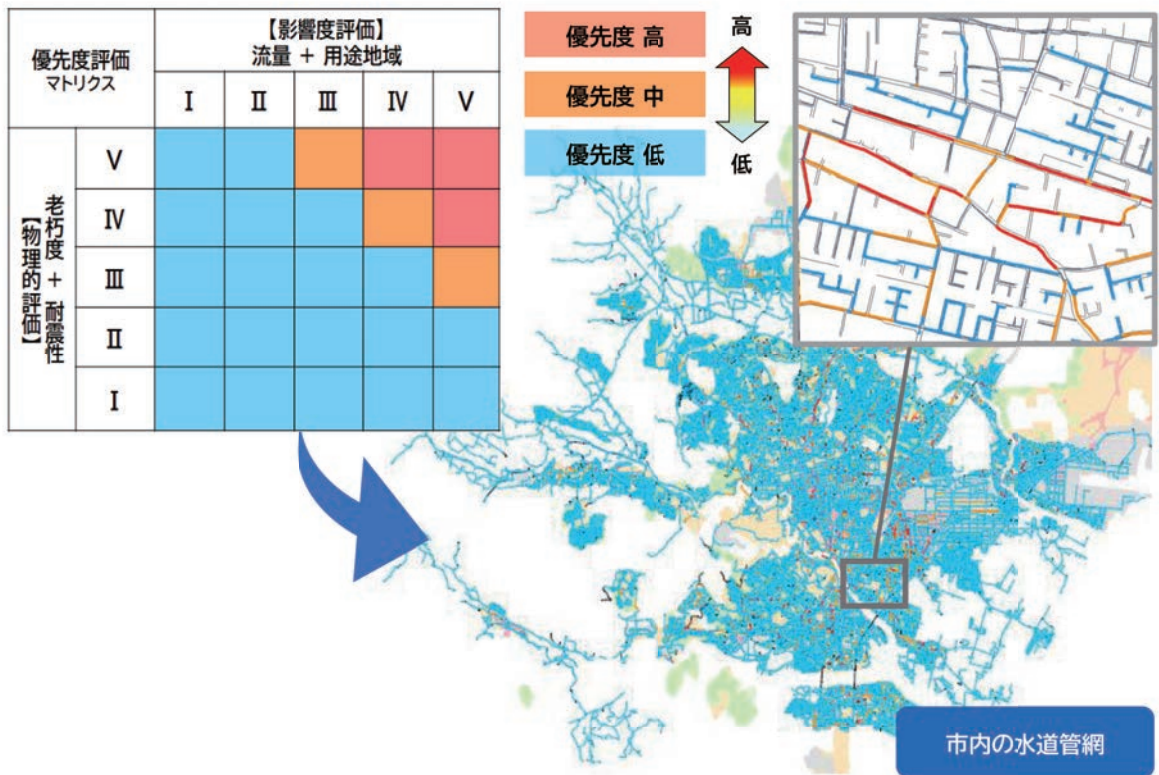 優先度評価
マトリクス
【影響度評価】
流量 + 用途地域
Ⅰ Ⅱ Ⅲ Ⅳ Ⅴ
老朽度 + 耐震性
【物理的評価】
Ⅴ
Ⅳ
Ⅲ
Ⅱ
Ⅰ
優先度 高
優先度 中
優先度 低
高
低
市内の水道管網